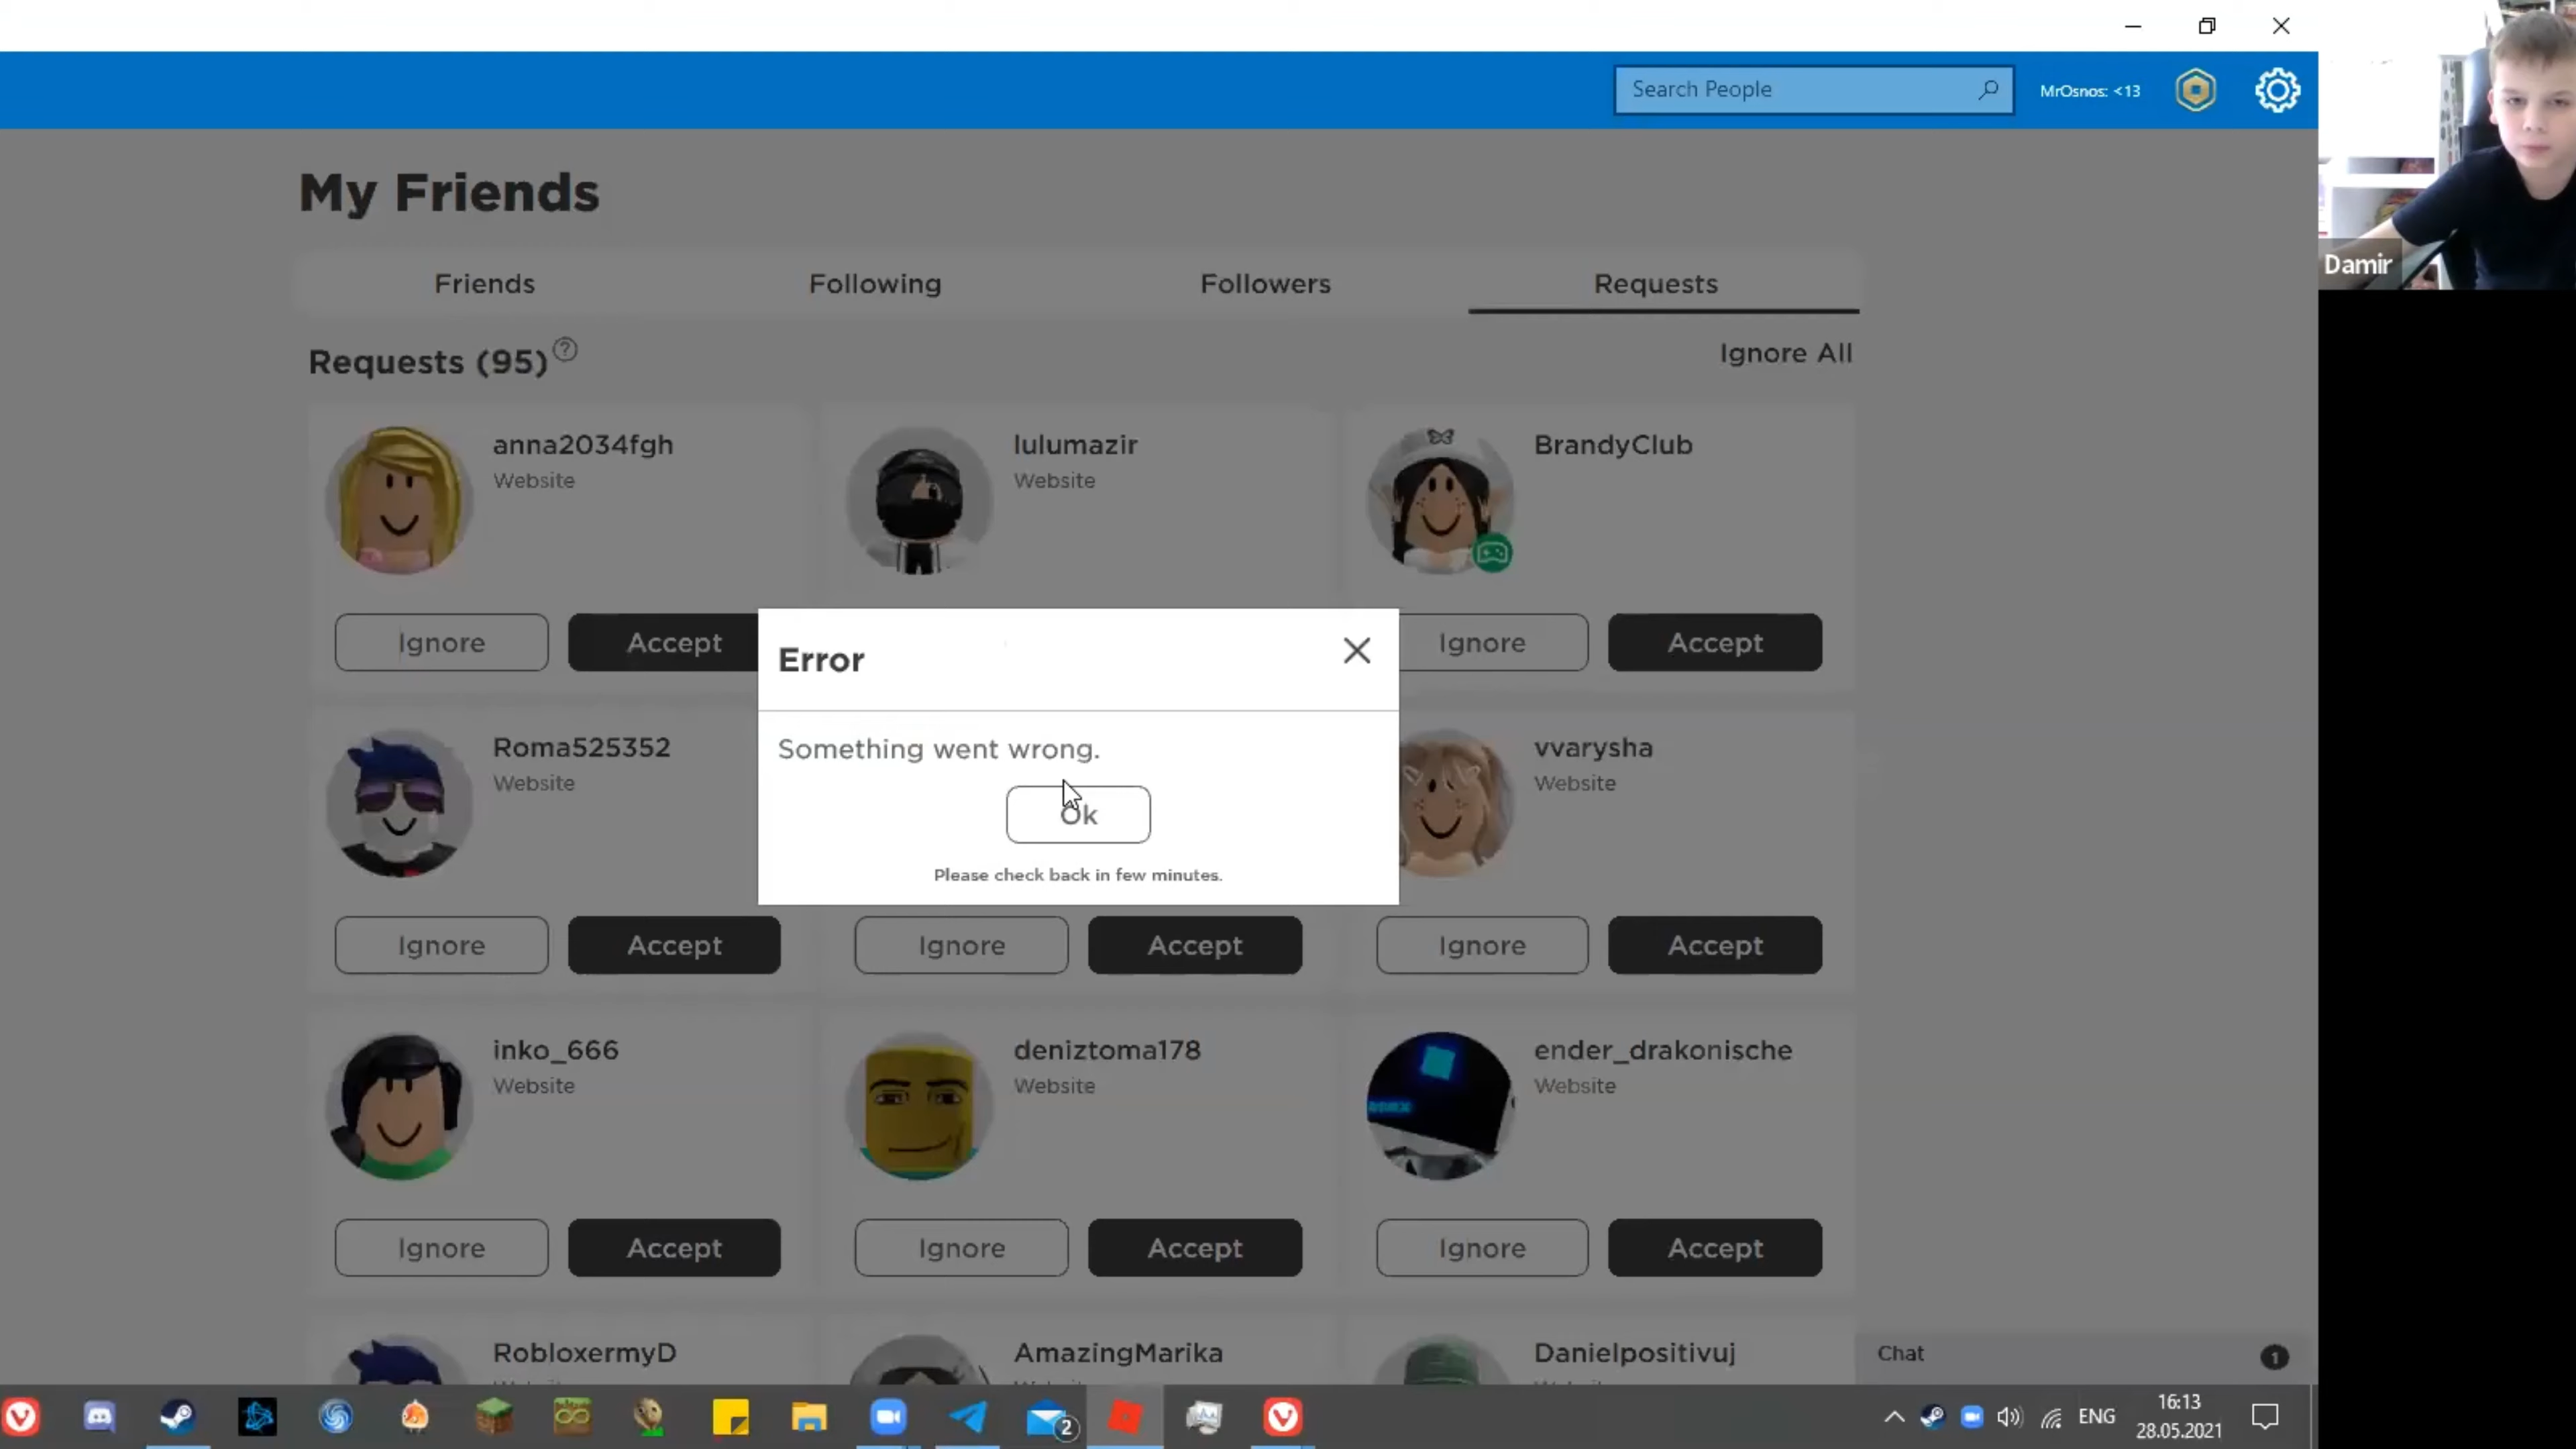 Search People
MrOsnos: <13
Damir
My Friends
Friends
Following
Followers
Requests
Requests (95)
?
Ignore All
anna2034fgh
Website
lulumazir
Website
BrandyClub
Ignore
Accept
Ignore
Accept
Error
Something went wrong.
Ok
Please check back in few minutes.
Roma525352
Website
vvarysha
Website
Ignore
Accept
Ignore
Accept
Ignore
Accept
inko_666
Website
deniztoma178
Website
ender_drakonische
Website
Ignore
Accept
Ignore
Accept
Ignore
Accept
RobloxermyD
AmazingMarika
Danielpositivuj
Chat
1
2
ENG
16:13
28.05.2021